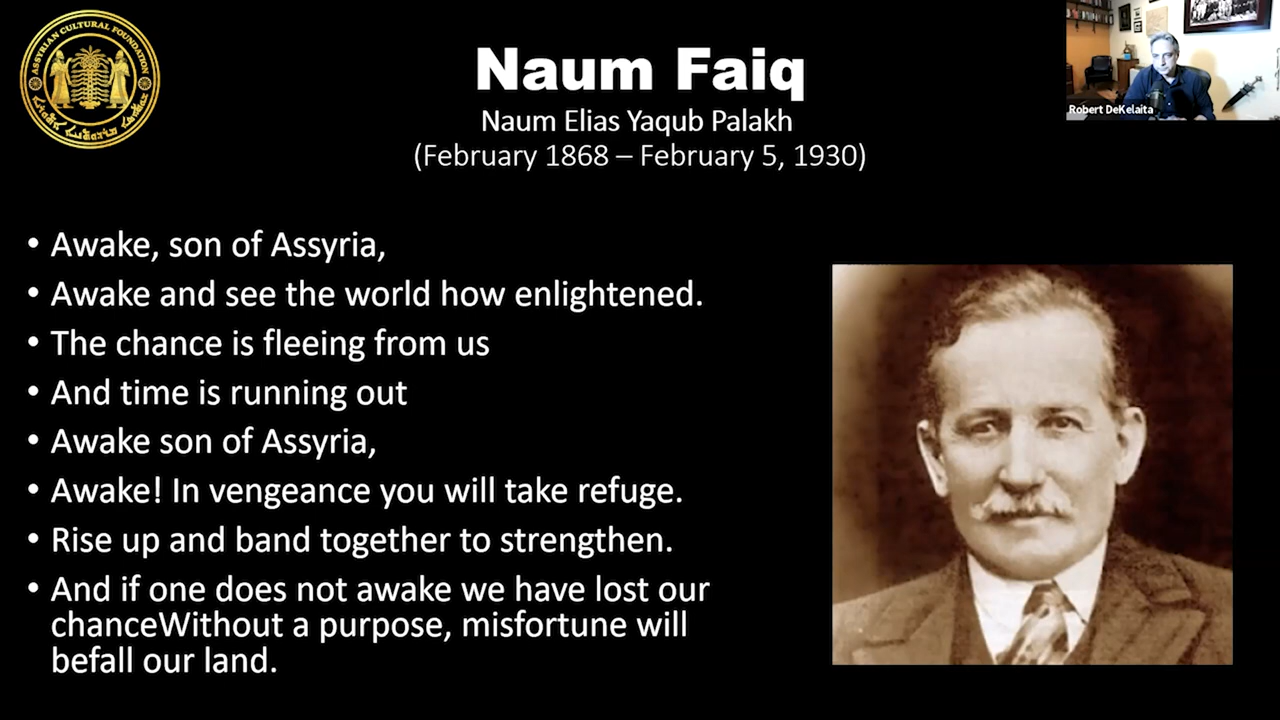 ASSYRIAN CULTURAL FOUNDATION
Naum Faiq
Naum Elias Yaqub Palakh
(February 1868 – February 5, 1930)
Robert DeKelaita
• Awake, son of Assyria,
• Awake and see the world how enlightened.
• The chance is fleeing from us
• And time is running out
• Awake son of Assyria,
• Awake! In vengeance you will take refuge.
• Rise up and band together to strengthen.
• And if one does not awake we have lost our
chanceWithout a purpose, misfortune will
befall our land.